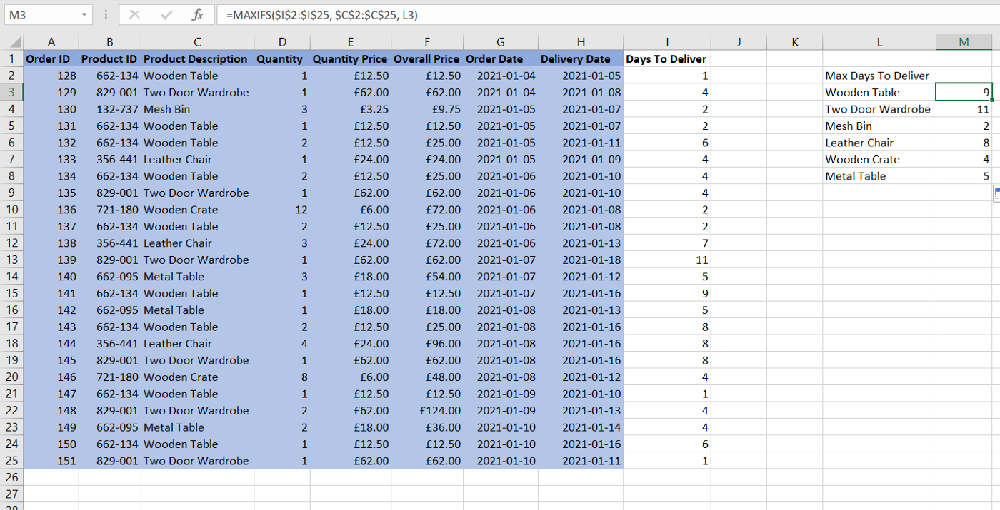 M3 fx =MAXIFS($I$2:$I$25, $C$2:$C$25, L3)
A B C D E F G H I J K L M
1 Order ID Product ID Product Description Quantity Quantity Price Overall Price Order Date Delivery Date Days To Deliver
2 128 662-134 Wooden Table 1 £12.50 £12.50 2021-01-04 2021-01-05 1 Max Days To Deliver
3 129 829-001 Two Door Wardrobe 1 £62.00 £62.00 2021-01-04 2021-01-08 4 Wooden Table 9
4 130 132-737 Mesh Bin 3 £3.25 £9.75 2021-01-05 2021-01-07 2 Two Door Wardrobe 11
5 131 662-134 Wooden Table 1 £12.50 £12.50 2021-01-05 2021-01-07 2 Mesh Bin 2
6 132 662-134 Wooden Table 2 £12.50 £25.00 2021-01-05 2021-01-11 6 Leather Chair 8
7 133 356-441 Leather Chair 1 £24.00 £24.00 2021-01-05 2021-01-09 4 Wooden Crate 4
8 134 662-134 Wooden Table 2 £12.50 £25.00 2021-01-06 2021-01-10 4 Metal Table 5
9 135 829-001 Two Door Wardrobe 1 £62.00 £62.00 2021-01-06 2021-01-10 4
10 136 721-180 Wooden Crate 12 £6.00 £72.00 2021-01-06 2021-01-08 2
11 137 662-134 Wooden Table 2 £12.50 £25.00 2021-01-06 2021-01-08 2
12 138 356-441 Leather Chair 3 £24.00 £72.00 2021-01-06 2021-01-13 7
13 139 829-001 Two Door Wardrobe 1 £62.00 £62.00 2021-01-07 2021-01-18 11
14 140 662-095 Metal Table 3 £18.00 £54.00 2021-01-07 2021-01-12 5
15 141 662-134 Wooden Table 1 £12.50 £12.50 2021-01-07 2021-01-16 9
16 142 662-095 Metal Table 1 £18.00 £18.00 2021-01-08 2021-01-13 5
17 143 662-134 Wooden Table 2 £12.50 £25.00 2021-01-08 2021-01-16 8
18 144 356-441 Leather Chair 4 £24.00 £96.00 2021-01-08 2021-01-16 8
19 145 829-001 Two Door Wardrobe 1 £62.00 £62.00 2021-01-08 2021-01-16 8
20 146 721-180 Wooden Crate 8 £6.00 £48.00 2021-01-08 2021-01-12 4
21 147 662-134 Wooden Table 1 £12.50 £12.50 2021-01-09 2021-01-10 1
22 148 829-001 Two Door Wardrobe 2 £62.00 £124.00 2021-01-09 2021-01-13 4
23 149 662-095 Metal Table 2 £18.00 £36.00 2021-01-10 2021-01-14 4
24 150 662-134 Wooden Table 1 £12.50 £12.50 2021-01-10 2021-01-16 6
25 151 829-001 Two Door Wardrobe 1 £62.00 £62.00 2021-01-10 2021-01-11 1
26
27
28